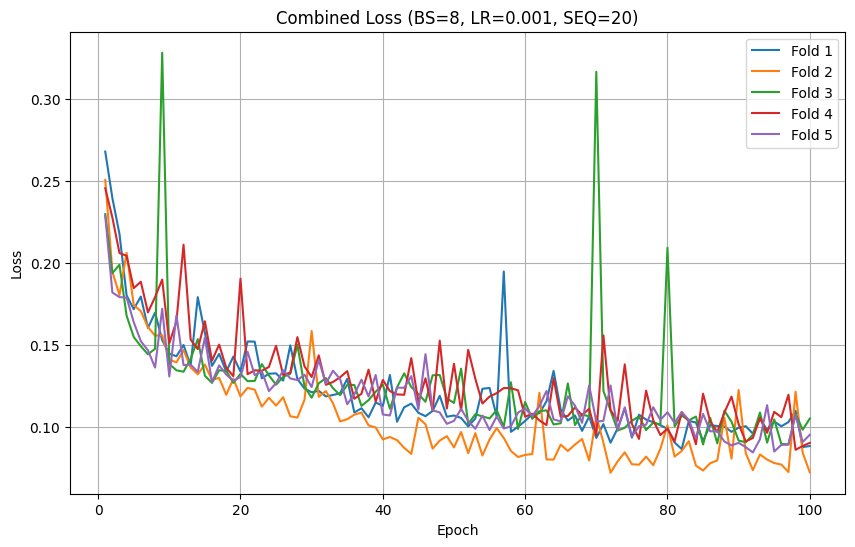 Combined Loss (BS=8, LR=0.001, SEQ=20)
Loss
0.30
0.25
0.20
0.15
0.10
Fold 1
Fold 2
Fold 3
Fold 4
Fold 5
0
20
40
60
80
100
Epoch